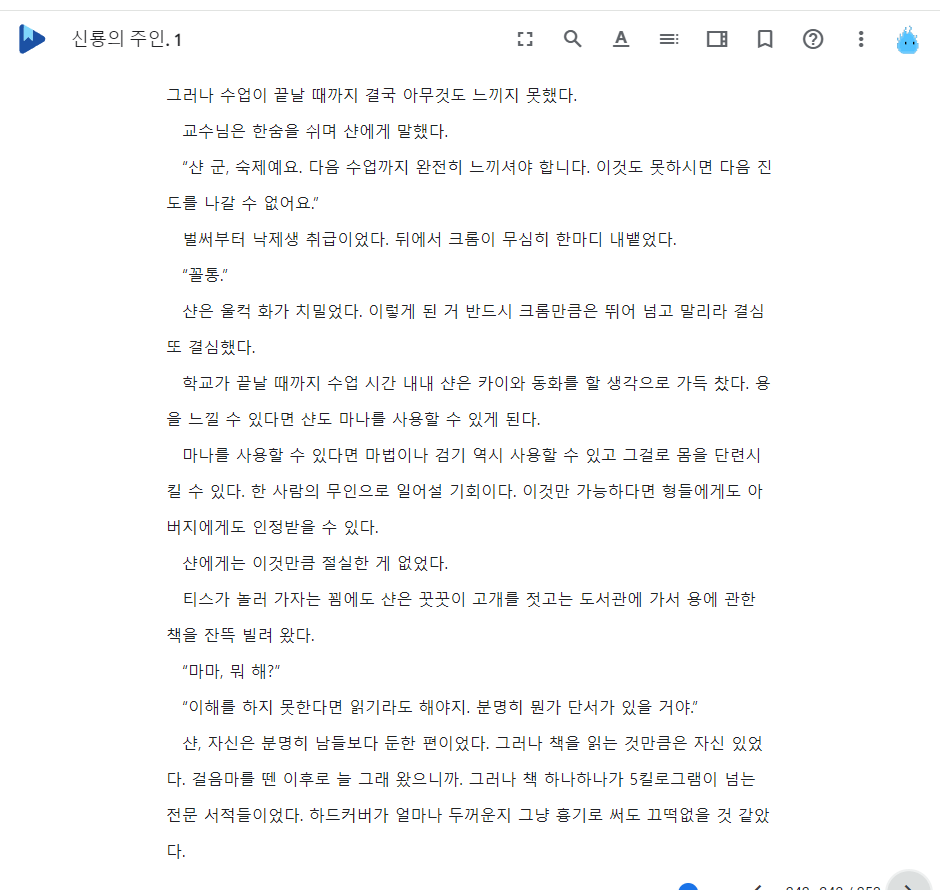 신룡의 주인. 1
그러나 수업이 끝날 때까지 결국 아무것도 느끼지 못했다.
교수님은 한숨을 쉬며 샨에게 말했다.
“샨 군, 숙제예요. 다음 수업까지 완전히 느끼셔야 합니다. 이것도 못하시면 다음 진
도를 나갈 수 없어요.”
벌써부터 낙제생 취급이었다. 뒤에서 크롬이 무심히 한마디 내뱉었다.
“꼴통.”
샨은 울컥 화가 치밀었다. 이렇게 된 거 반드시 크롬만큼은 뛰어 넘고 말리라 결심
또 결심했다.
학교가 끝날 때까지 수업 시간 내내 샨은 카이와 동화를 할 생각으로 가득 찼다. 용
을 느낄 수 있다면 샨도 마나를 사용할 수 있게 된다.
마나를 사용할 수 있다면 마법이나 검기 역시 사용할 수 있고 그걸로 몸을 단련시
킬 수 있다. 한 사람의 무인으로 일어설 기회이다. 이것만 가능하다면 형들에게도 아
버지에게도 인정받을 수 있다.
샨에게는 이것만큼 절실한 게 없었다.
티스가 놀러 가자는 꾐에도 샨은 꿋꿋이 고개를 젓고는 도서관에 가서 용에 관한
책을 잔뜩 빌려 왔다.
“마마, 뭐 해?”
“이해를 하지 못한다면 읽기라도 해야지. 분명히 뭔가 단서가 있을 거야.”
샨, 자신은 분명히 남들보다 둔한 편이었다. 그러나 책을 읽는 것만큼은 자신 있었
다. 걸음마를 뗀 이후로 늘 그래 왔으니까. 그러나 책 하나하나가 5킬로그램이 넘는
전문 서적들이었다. 하드커버가 얼마나 두꺼운지 그냥 흉기로 써도 끄떡없을 것 같았
다.